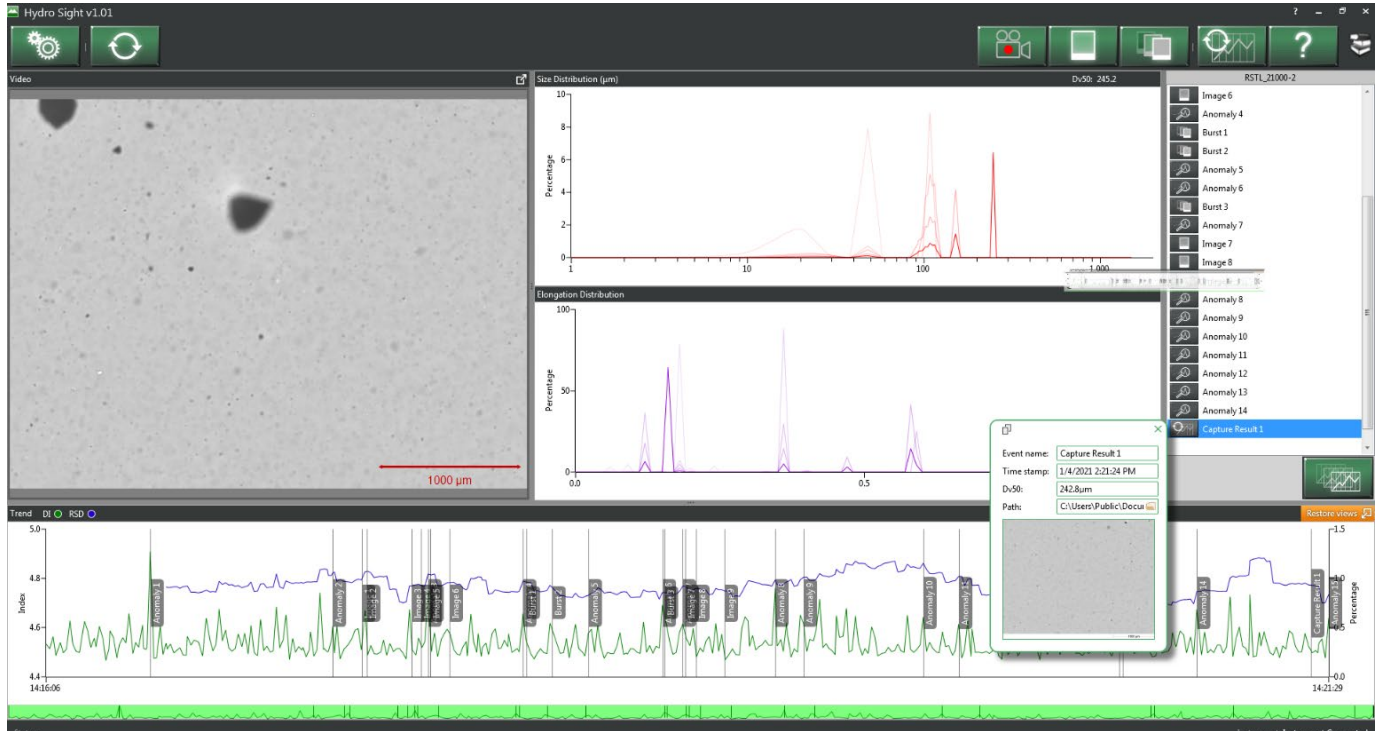 Hydro Sight v1.01
?
Video
Size Distribution (µm)
Dv50: 245.2
RSTL_21000-2
10
8
6
4
2
0
Percentage
1
10
100
1 000
1000 µm
Elongation Distribution
100
50
0
Percentage
0.0
0.5
Image 6
Anomaly 4
Burst 1
Burst 2
Anomaly 5
Anomaly 6
Burst 3
Anomaly 7
Image 7
Image 8
Anomaly 8
Anomaly 9
Anomaly 10
Anomaly 11
Anomaly 12
Anomaly 13
Anomaly 14
Capture Result 1
Event name: Capture Result 1
Time stamp: 1/4/2021 2:21:24 PM
Dv50: 242.8µm
Path: C:\Users\Public\Docu
Trend DI RSD
Restore views
5.0
4.8
4.6
4.4
Index
Anomaly 1
Anomaly 2
Image 2
Image 3
Image 5
Image 6
Burst 1
Burst 2
Anomaly 5
Image 7
Image 8
Image 9
Anomaly 9
Anomaly 10
Anomaly 14
Capture Result 1
Anomaly 15
1.5
1.0
0.5
0.0
Percentage
14:16:06
14:21:29